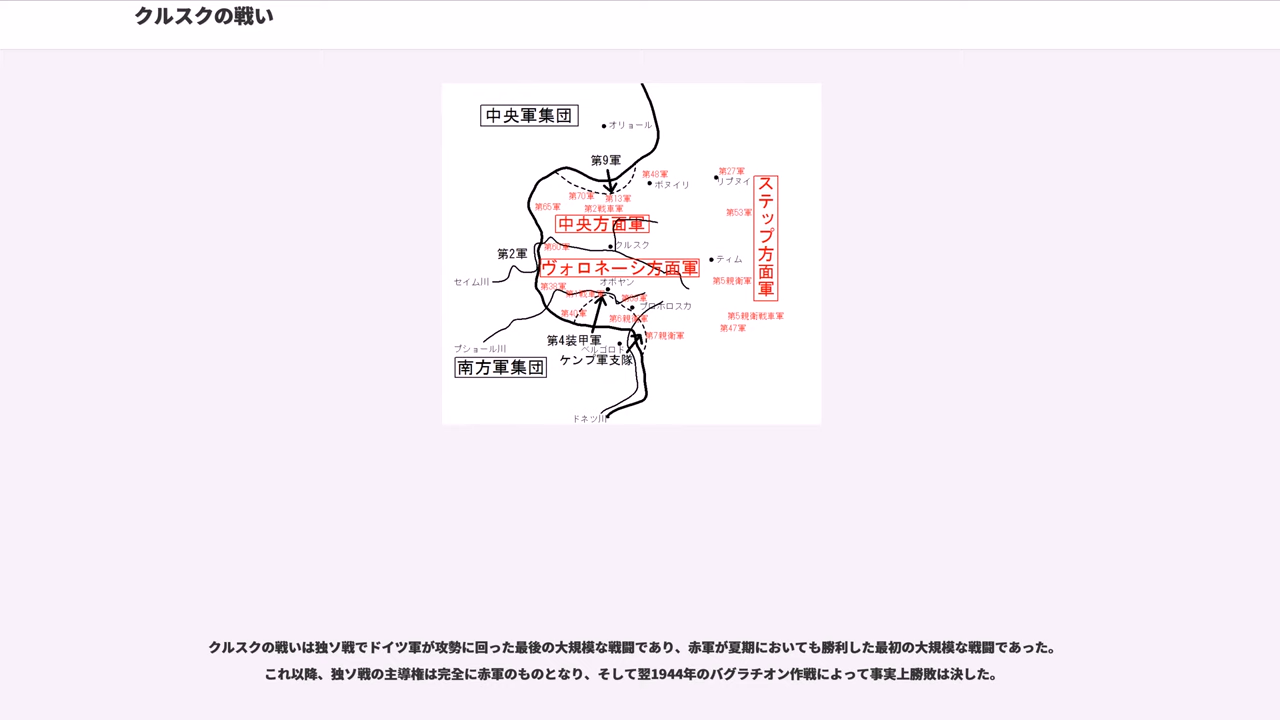 クルスクの戦い
中央軍集団
オリョール
第9軍
第48軍
ポヌイリ
第27軍
リブヌイ
第70軍
第13軍
第65軍
第2戦車軍
第53軍
ステップ方面軍
中央方面軍
第60軍
クルスク
第2軍
ティム
ヴォロネーシ方面軍
セイム川
第38軍
オボヤン
第5親衛軍
第1戦車軍
第69軍
プロホロスカ
第40軍
第6親衛軍
第5親衛戦車軍
第47軍
第7親衛軍
第4装甲軍
ベルゴロド
プショール川
ケンプ軍支隊
南方軍集団
ドネツ川
クルスクの戦いは独ソ戦でドイツ軍が攻勢に回った最後の大規模な戦闘であり、赤軍が夏期においても勝利した最初の大規模な戦闘であった。
これ以降、独ソ戦の主導権は完全に赤軍のものとなり、そして翌1944年のバグラチオン作戦によって事実上勝敗は決した。